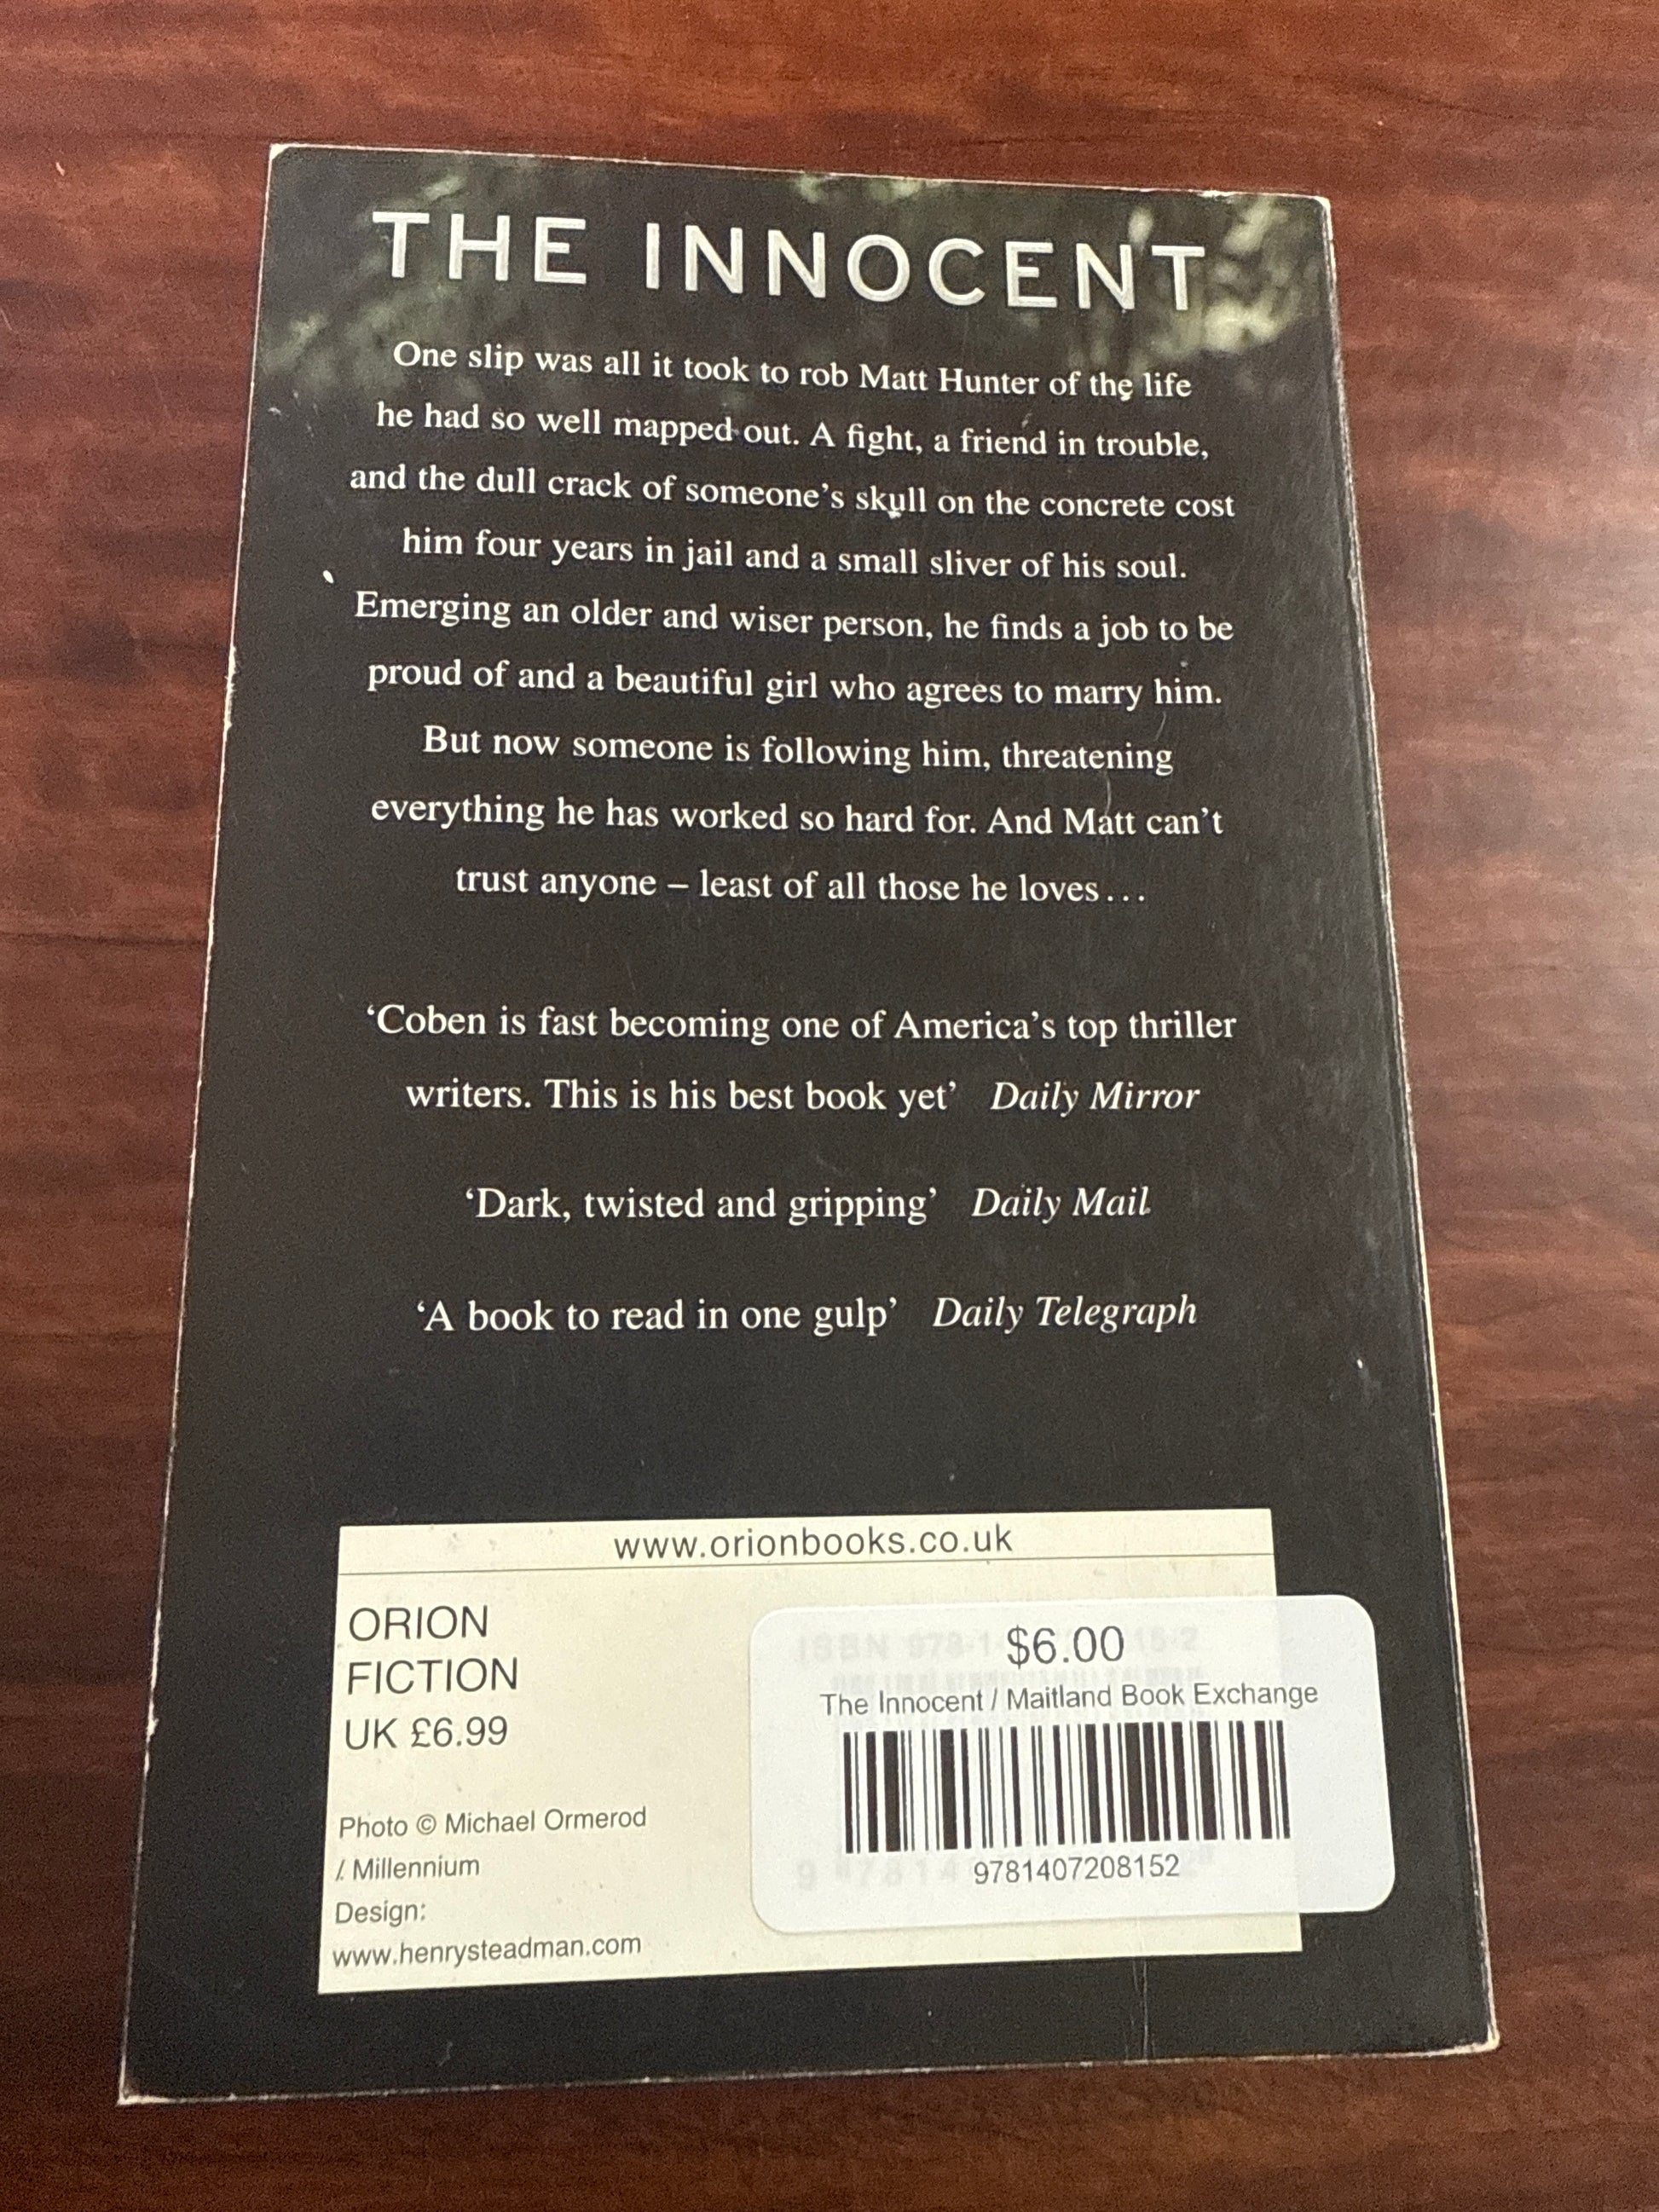 THE INNOCENT
One slip was all it took to rob Matt Hunter of the life
he had so well mapped out. A fight, a friend in trouble,
and the dull crack of someone’s skull on the concrete cost
him four years in jail and a small sliver of his soul.
Emerging an older and wiser person, he finds a job to be
proud of and a beautiful girl who agrees to marry him.
But now someone is following him, threatening
everything he has worked so hard for. And Matt can’t
trust anyone – least of all those he loves...
‘Coben is fast becoming one of America’s top thriller
writers. This is his best book yet’ Daily Mirror
‘Dark, twisted and gripping’ Daily Mail
‘A book to read in one gulp’ Daily Telegraph
www.orionbooks.co.uk
ORION
FICTION
UK £6.99
Photo © Michael Ormerod
/ Millennium
Design:
www.henrysteadman.com
$6.00
The Innocent / Maitland Book Exchange
9781407208152